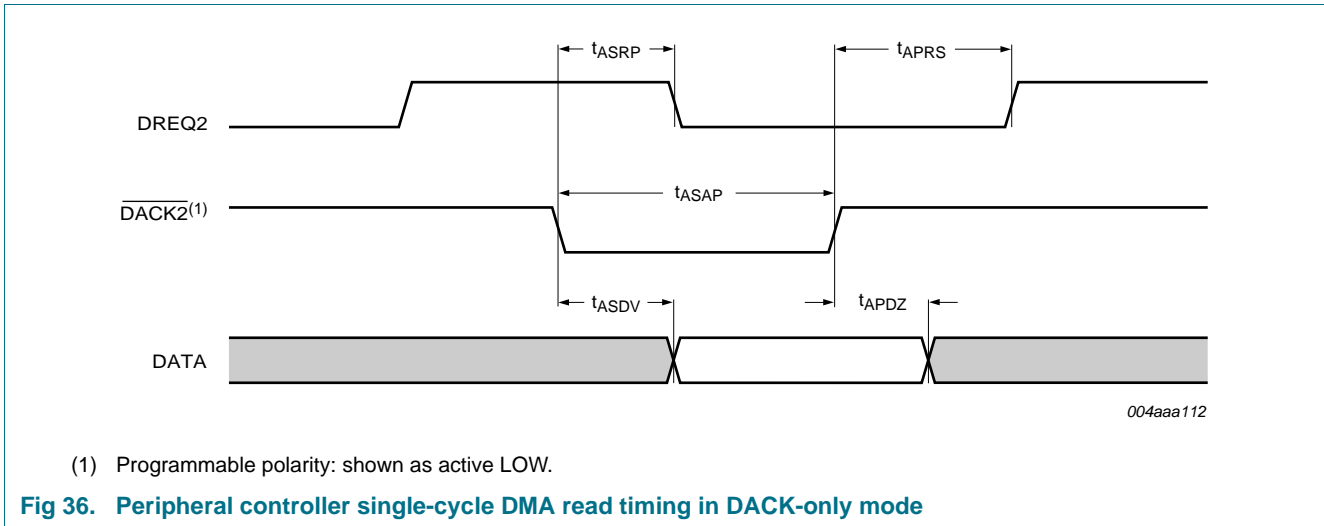 tASRP
tAPRS
DREQ2
tASAP
DACK2(1)
tASDV
tAPDZ
DATA
004aaa112
(1) Programmable polarity: shown as active LOW.
Fig 36. Peripheral controller single-cycle DMA read timing in DACK-only mode